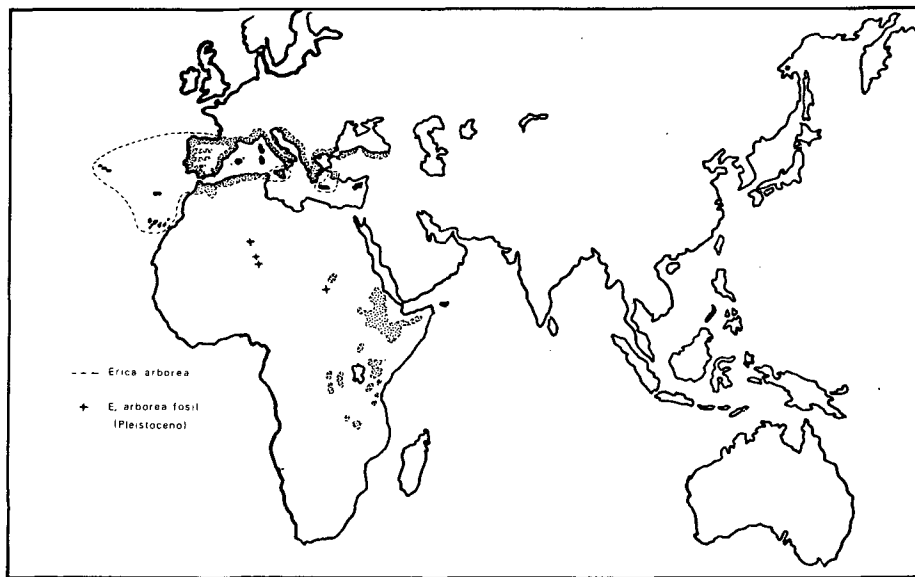 --- Erica arborea
+ E. arborea fosil
(Pleistoceno)